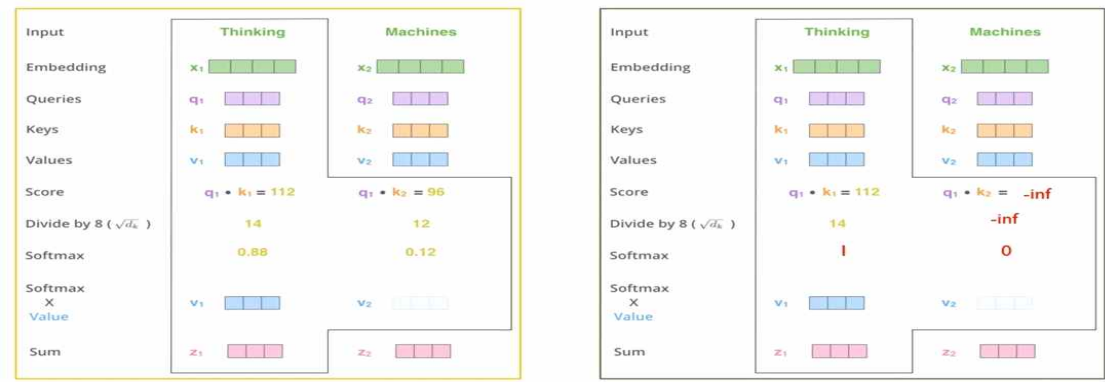 Input Thinking Machines
Embedding x₁ x₂
Queries q₁ q₂
Keys k₁ k₂
Values v₁ v₂
Score q₁ • k₁ = 112 q₁ • k₂ = 96
Divide by 8 ( √dₖ ) 14 12
Softmax 0.88 0.12
Softmax
X v₁ v₂
Value
Sum z₁ z₂
Input Thinking Machines
Embedding x₁ x₂
Queries q₁ q₂
Keys k₁ k₂
Values v₁ v₂
Score q₁ • k₁ = 112 q₁ • k₂ = -inf
Divide by 8 ( √dₖ ) 14 -inf
Softmax 1 0
Softmax
X v₁ v₂
Value
Sum z₁ z₂